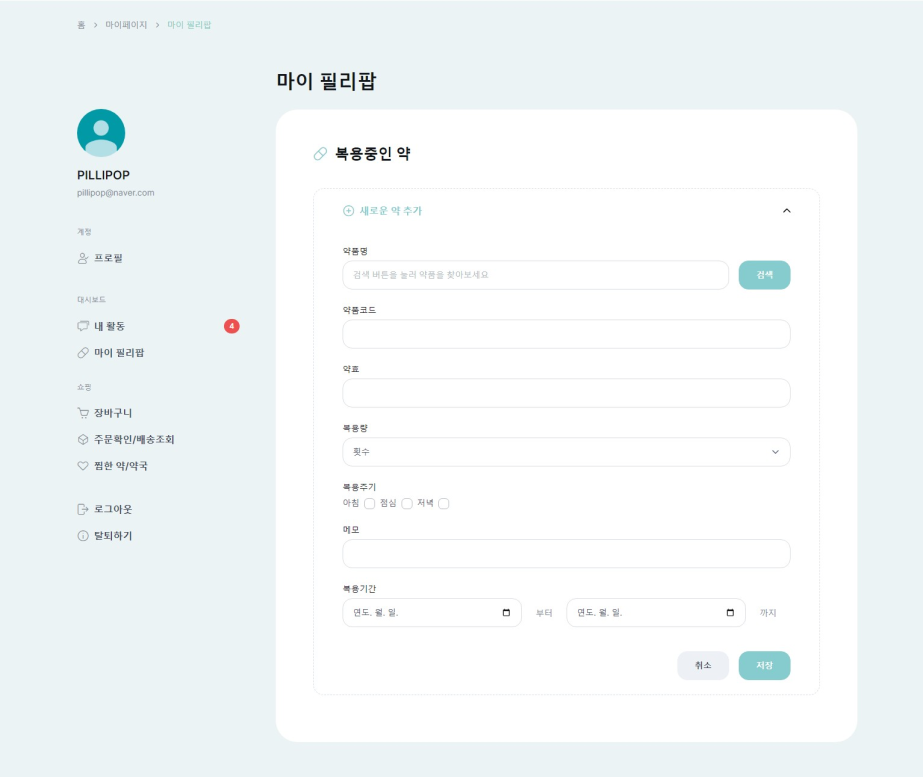 홈 > 마이페이지 > 마이 필리팝
마이 필리팝
PILLIPOP
pillipop@naver.com
계정
프로필
대시보드
내 활동 4
마이 필리팝
쇼핑
장바구니
주문확인/배송조회
찜한 약/약국
로그아웃
탈퇴하기
복용중인 약
새로운 약 추가
약품명
검색 버튼을 눌러 약품을 찾아보세요 검색
약품코드
약효
복용량
횟수
복용주기
아침 점심 저녁
메모
복용기간
연도. 월. 일. 부터 연도. 월. 일. 까지
취소 저장